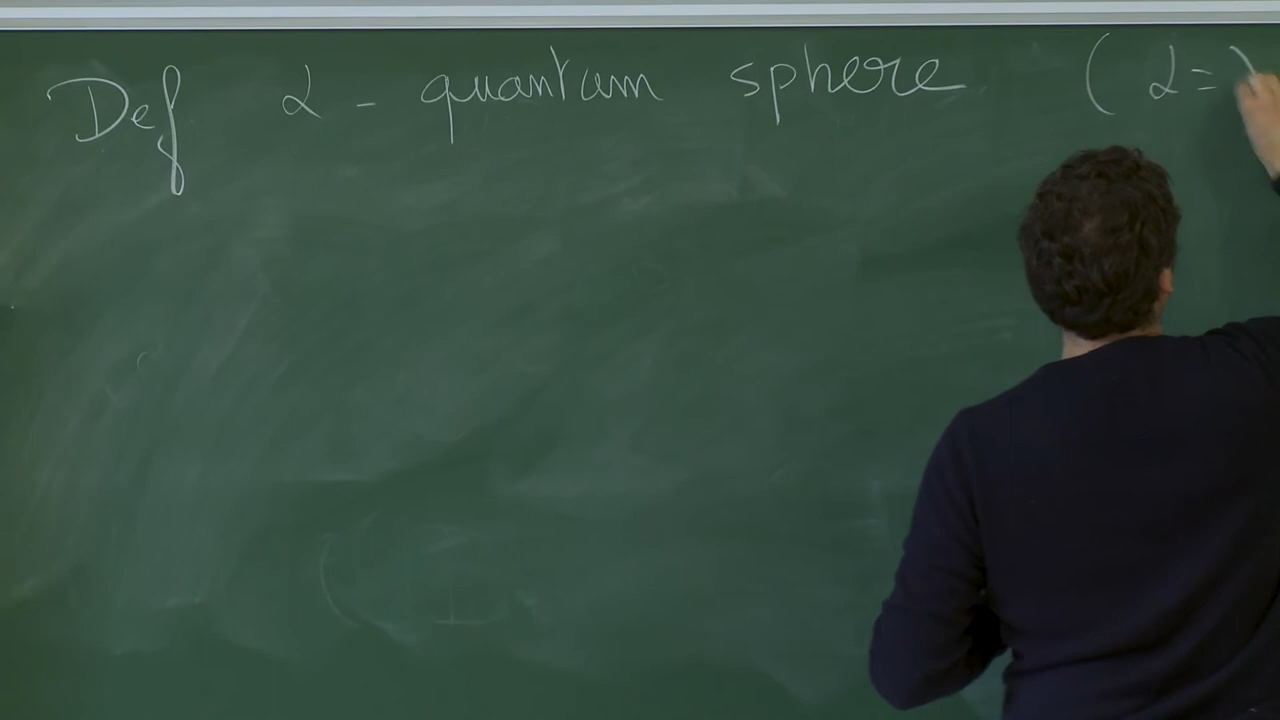 Def α - quantum sphere ( α =